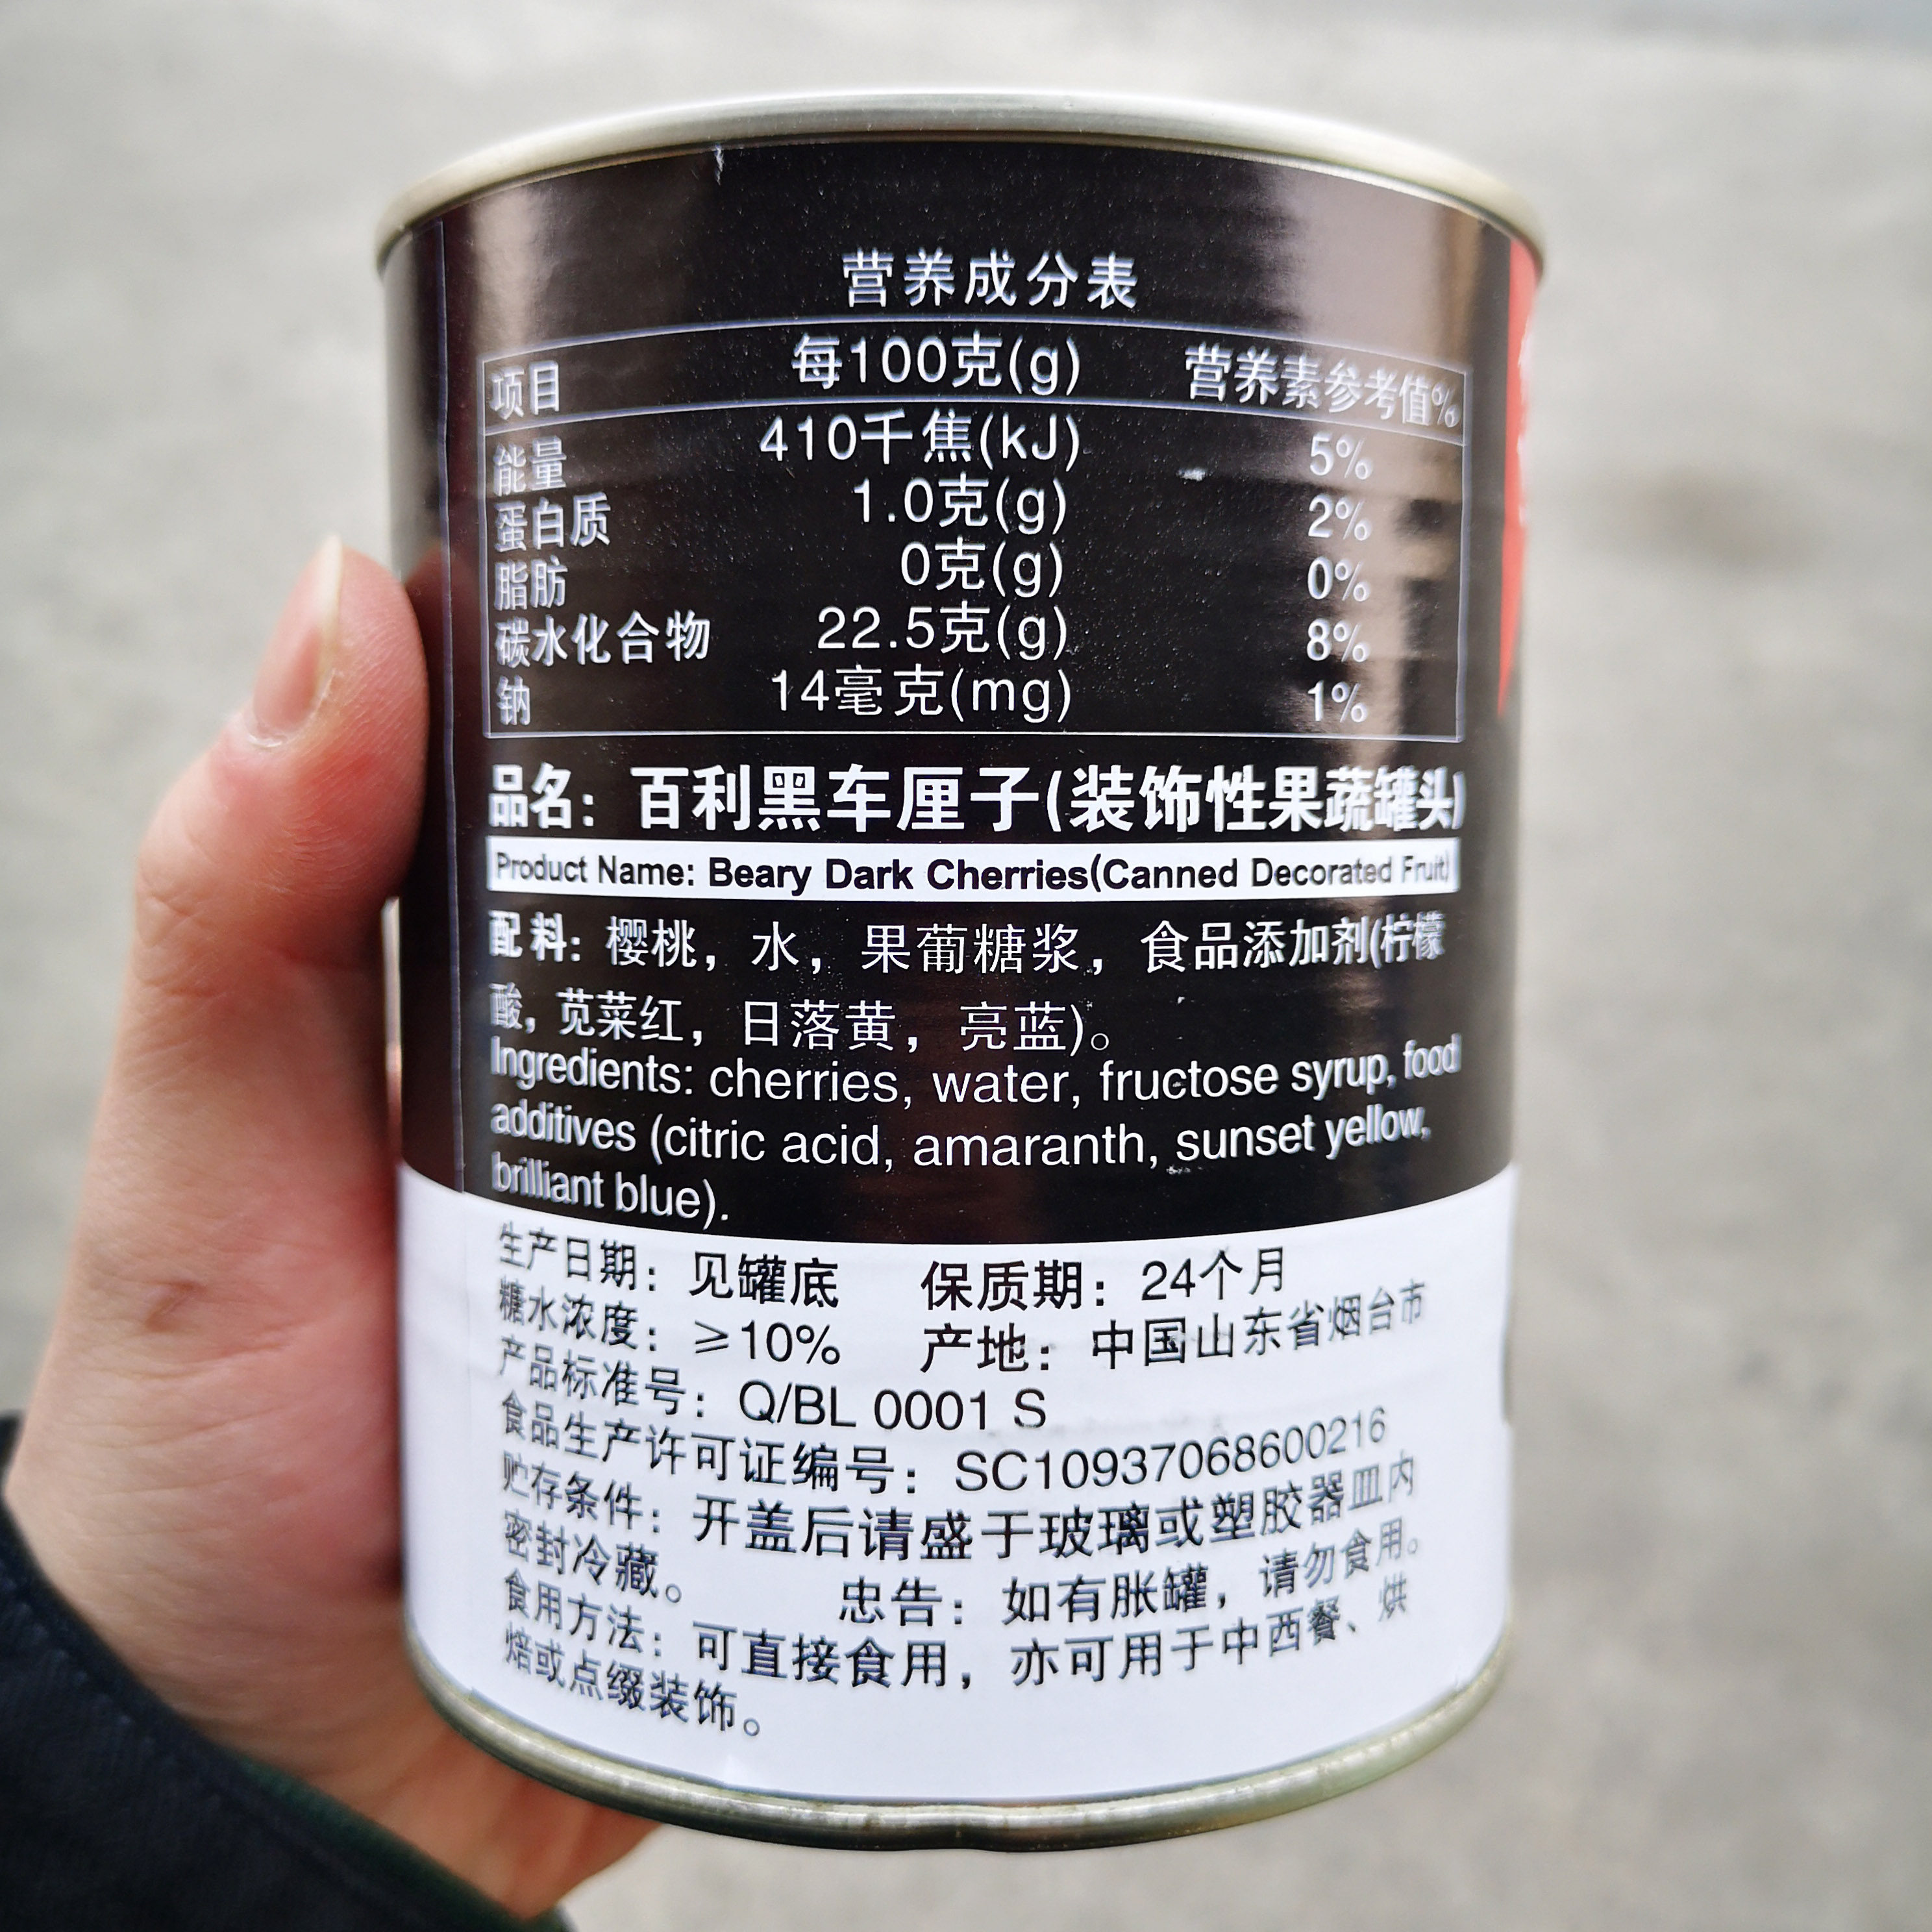 营养成分表
项目 每100克(g) 营养素参考值%
能量 410千焦(kJ) 5%
蛋白质 1.0克(g) 2%
脂肪 0克(g) 0%
碳水化合物 22.5克(g) 8%
钠 14毫克(mg) 1%
品名：百利黑车厘子(装饰性果蔬罐头)
Product Name: Beary Dark Cherries(Canned Decorated Fruit)
配料：樱桃，水，果葡糖浆，食品添加剂(柠檬
酸，苋菜红，日落黄，亮蓝)。
Ingredients: cherries, water, fructose syrup, food
additives (citric acid, amaranth, sunset yellow,
brilliant blue).
生产日期：见罐底 保质期：24个月
糖水浓度：≥10% 产地：中国山东省烟台市
产品标准号：Q/BL 0001 S
食品生产许可证编号：SC10937068600216
贮存条件：开盖后请盛于玻璃或塑胶器皿内
密封冷藏。 忠告：如有胀罐，请勿食用。
食用方法：可直接食用，亦可用于中西餐、烘
焙或点缀装饰。